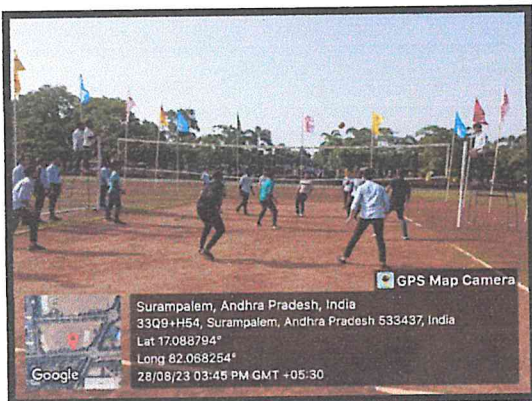 GPS Map Camera
Surampalem, Andhra Pradesh, India
33Q9+H54, Surampalem, Andhra Pradesh 533437, India
Lat 17.088794°
Long 82.068254°
28/08/23 03:45 PM GMT +05:30
Google